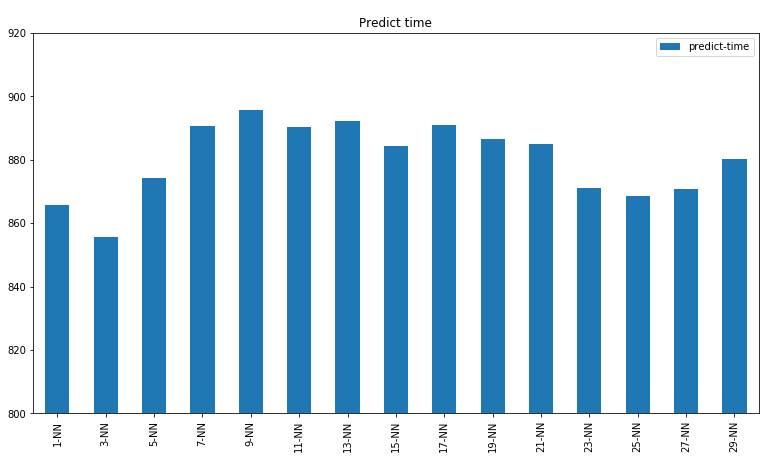 Predict time
predict-time
920
900
880
860
840
820
800
1-NN
3-NN
5-NN
7-NN
9-NN
11-NN
13-NN
15-NN
17-NN
19-NN
21-NN
23-NN
25-NN
27-NN
29-NN